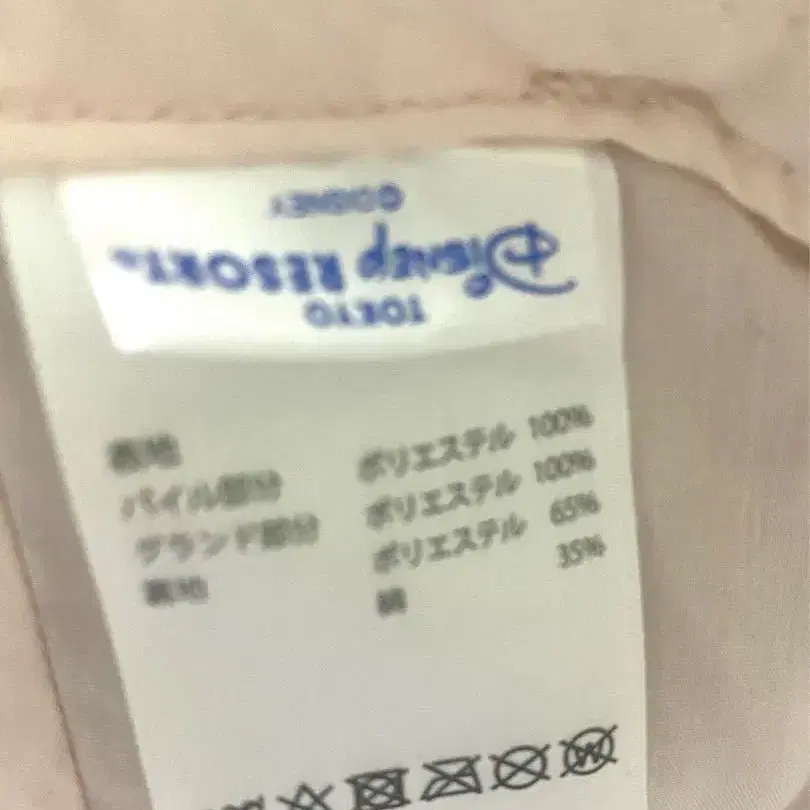 TOKYO
Disney RESORT®
©DISNEY
表地
パイル部分 ポリエステル 100%
グランド部分 ポリエステル 100%
裏地 ポリエステル 65%
綿 35%